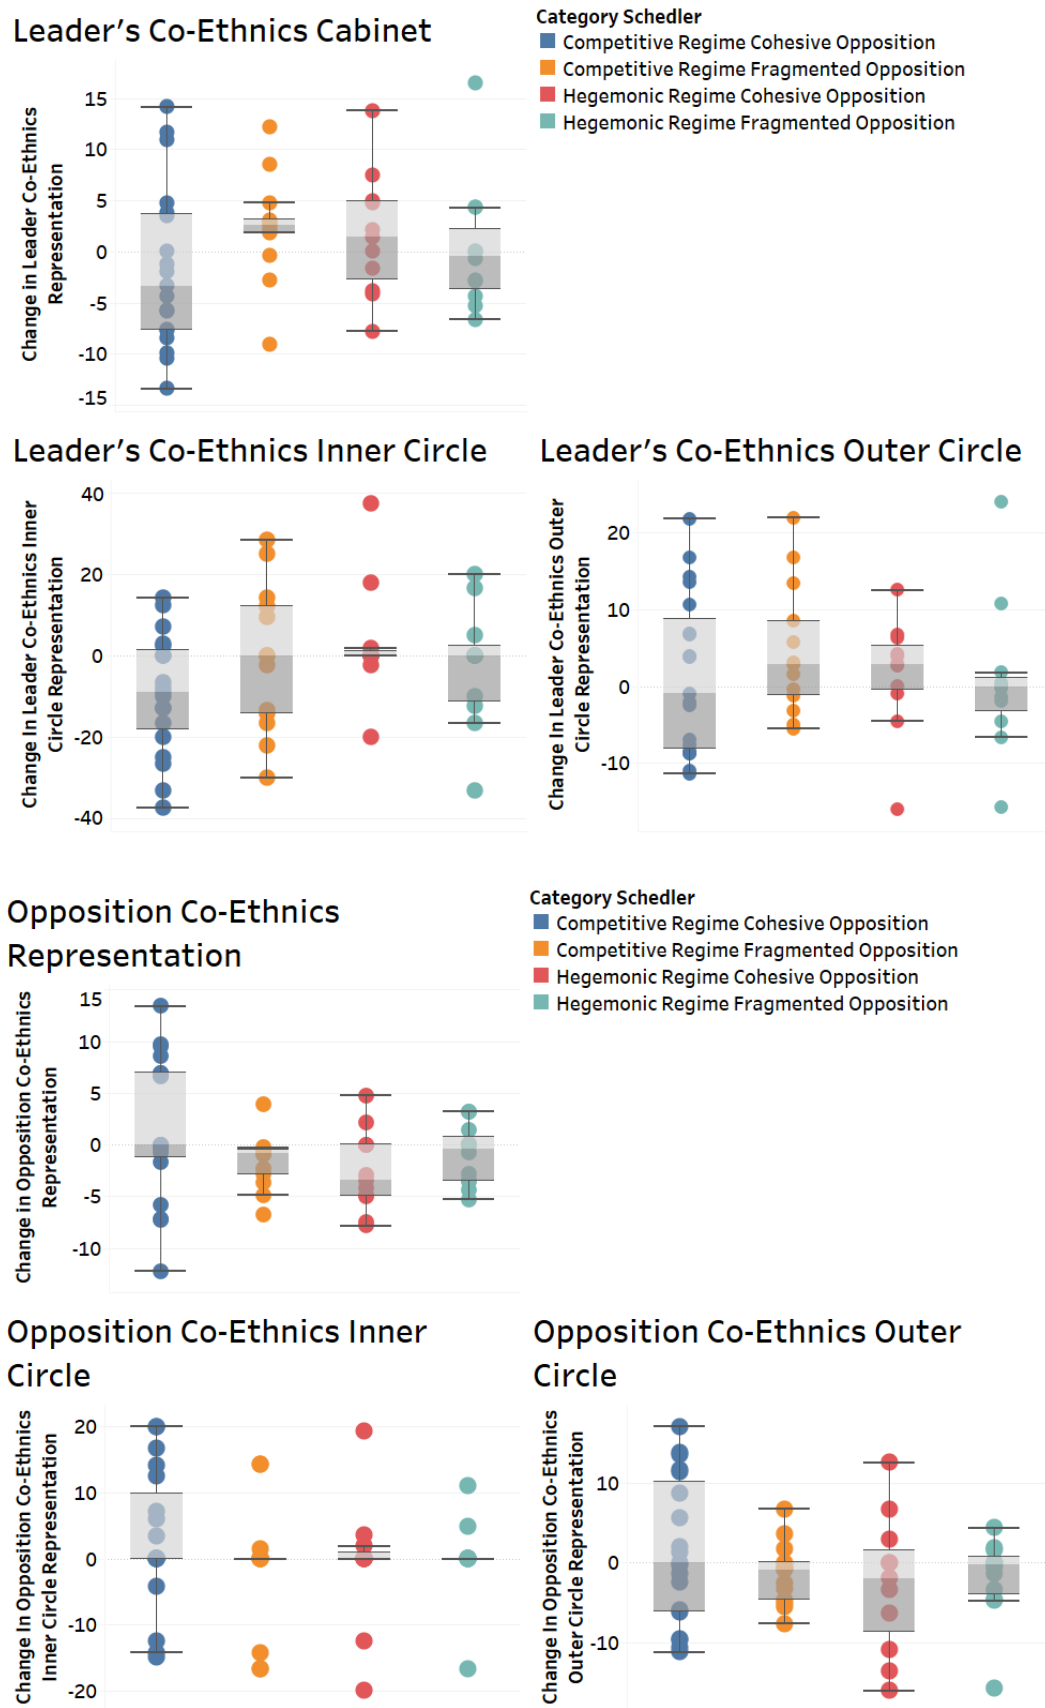 Leader's Co-Ethnics Cabinet
Category Schedler
Competitive Regime Cohesive Opposition
Competitive Regime Fragmented Opposition
Hegemonic Regime Cohesive Opposition
Hegemonic Regime Fragmented Opposition
Change in Leader Co-Ethnics
Representation
15
10
5
0
-5
-10
-15
Leader's Co-Ethnics Inner Circle
Change in Leader Co-Ethnics Inner
Circle Representation
40
20
0
-20
-40
Leader's Co-Ethnics Outer Circle
Change In Leader Co-Ethnics Outer
Circle Representation
20
10
0
-10
Opposition Co-Ethnics
Representation
Category Schedler
Competitive Regime Cohesive Opposition
Competitive Regime Fragmented Opposition
Hegemonic Regime Cohesive Opposition
Hegemonic Regime Fragmented Opposition
Change in Opposition Co-Ethnics
Representation
15
10
5
0
-5
-10
Opposition Co-Ethnics Inner
Circle
Change In Opposition Co-Ethnics
Inner Circle Representation
20
10
0
-10
-20
Opposition Co-Ethnics Outer
Circle
Change In Opposition Co-Ethnics
Outer Circle Representation
10
0
-10